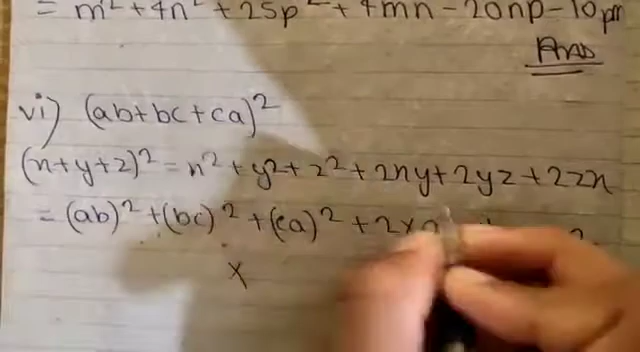 = m² + 4n² + 25p² + 4mn - 20np - 10pm
Ans
vi) (ab+bc+ca)²
(x+y+z)² = x² + y² + z² + 2xy + 2yz + 2zx
= (ab)² + (bc)² + (ca)² + 2×
x